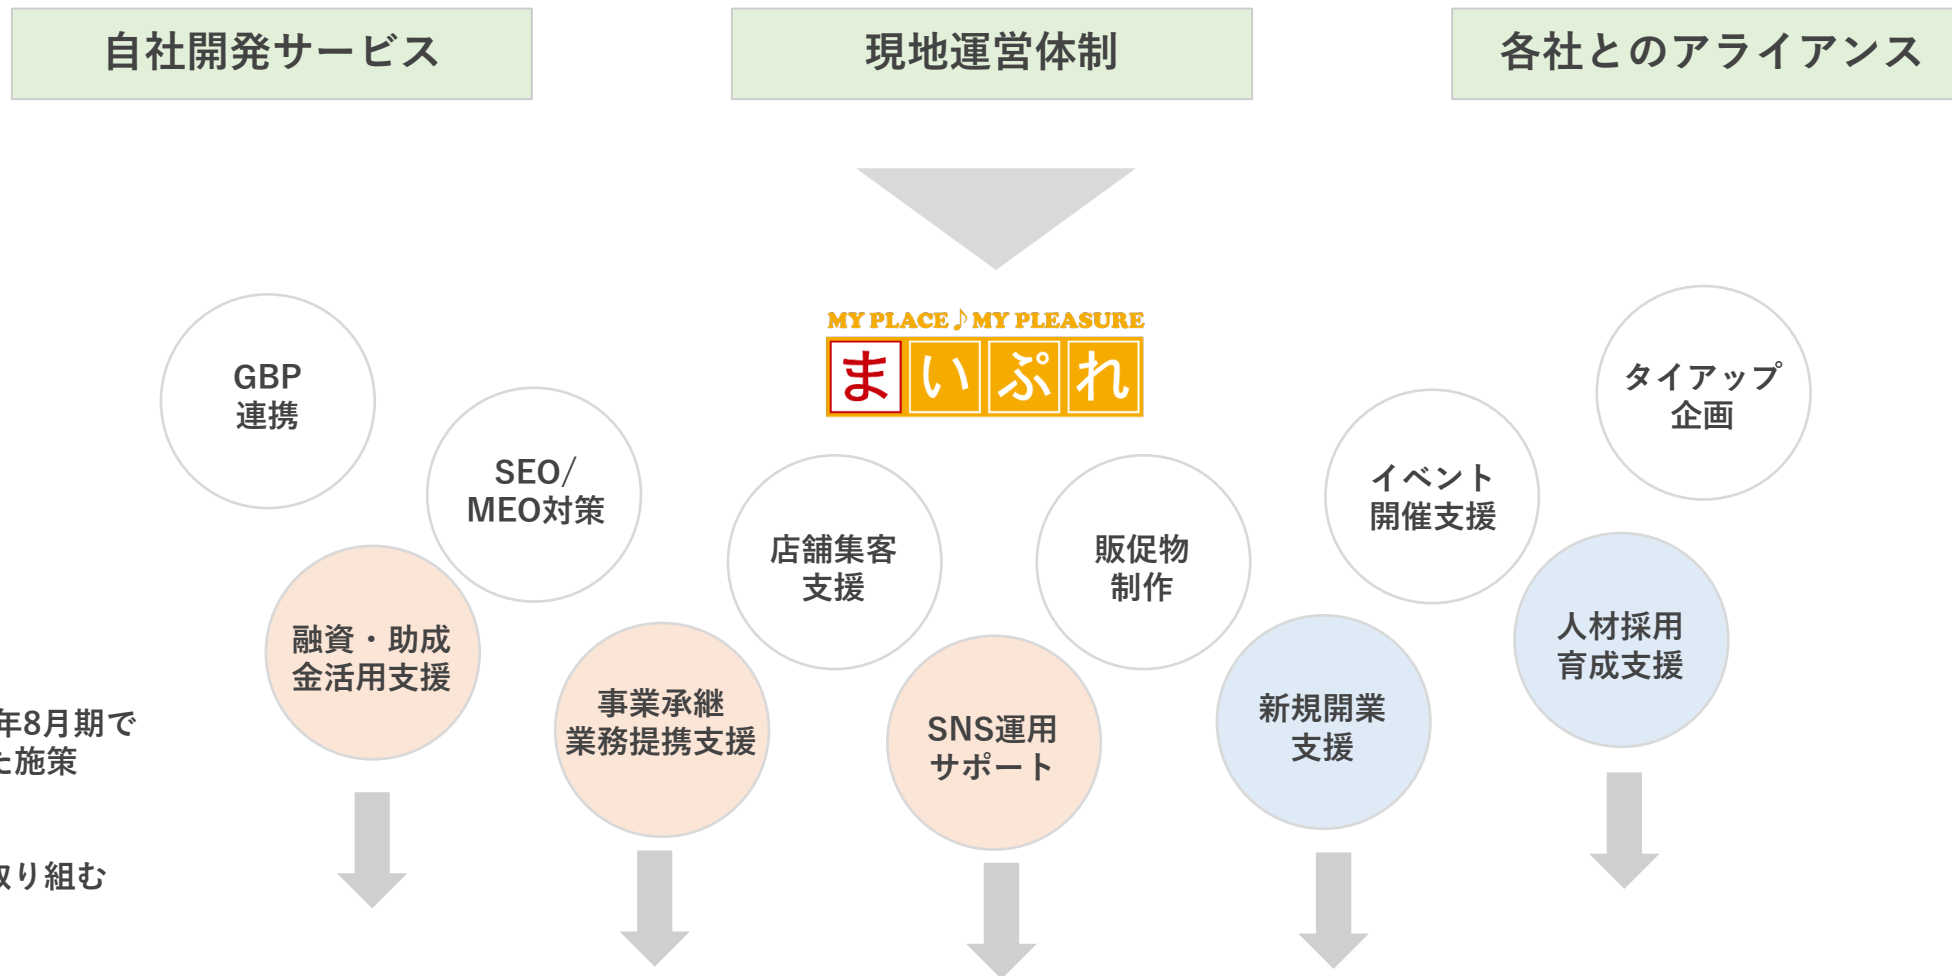 自社開発サービス
現地運営体制
各社とのアライアンス
MY PLACE♪MY PLEASURE
まいぷれ
GBP
連携
SEO/
MEO対策
店舗集客
支援
販促物
制作
イベント
開催支援
タイアップ
企画
融資・助成
金活用支援
事業承継
業務提携支援
SNS運用
サポート
新規開業
支援
人材採用
育成支援
年8月期で
た施策
取り組む